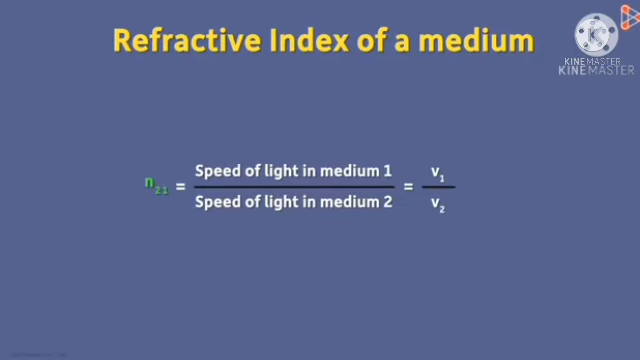 Refractive Index of a medium
KINEMASTER
KINEMASTER
n21 = Speed of light in medium 1 / Speed of light in medium 2 = v1 / v2